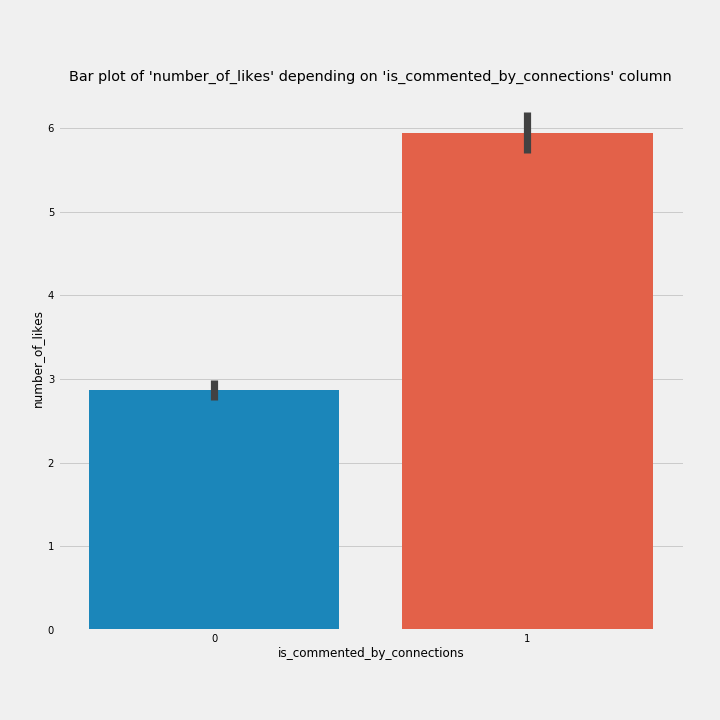 Bar plot of 'number_of_likes' depending on 'is_commented_by_connections' column
number_of_likes
6
5
4
3
2
1
0
0 1
is_commented_by_connections